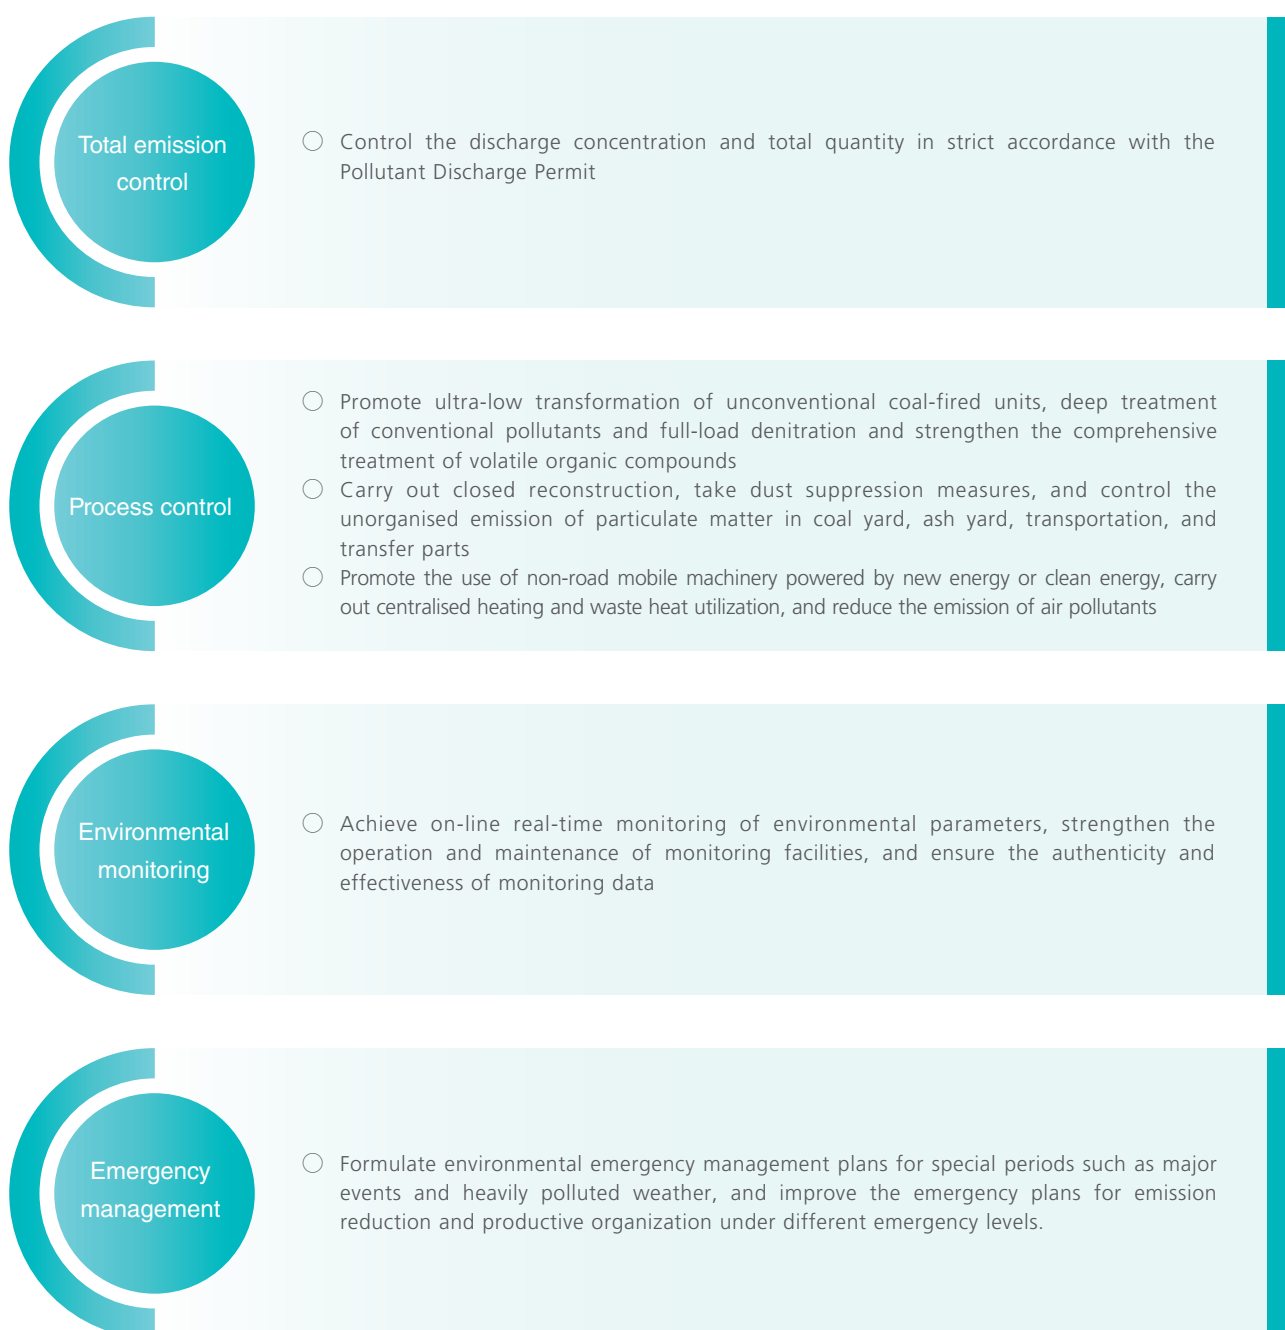 Total emission
control
○ Control the discharge concentration and total quantity in strict accordance with the
Pollutant Discharge Permit
Process control
○ Promote ultra-low transformation of unconventional coal-fired units, deep treatment
of conventional pollutants and full-load denitration and strengthen the comprehensive
treatment of volatile organic compounds
○ Carry out closed reconstruction, take dust suppression measures, and control the
unorganised emission of particulate matter in coal yard, ash yard, transportation, and
transfer parts
○ Promote the use of non-road mobile machinery powered by new energy or clean energy, carry
out centralised heating and waste heat utilization, and reduce the emission of air pollutants
Environmental
monitoring
○ Achieve on-line real-time monitoring of environmental parameters, strengthen the
operation and maintenance of monitoring facilities, and ensure the authenticity and
effectiveness of monitoring data
Emergency
management
○ Formulate environmental emergency management plans for special periods such as major
events and heavily polluted weather, and improve the emergency plans for emission
reduction and productive organization under different emergency levels.